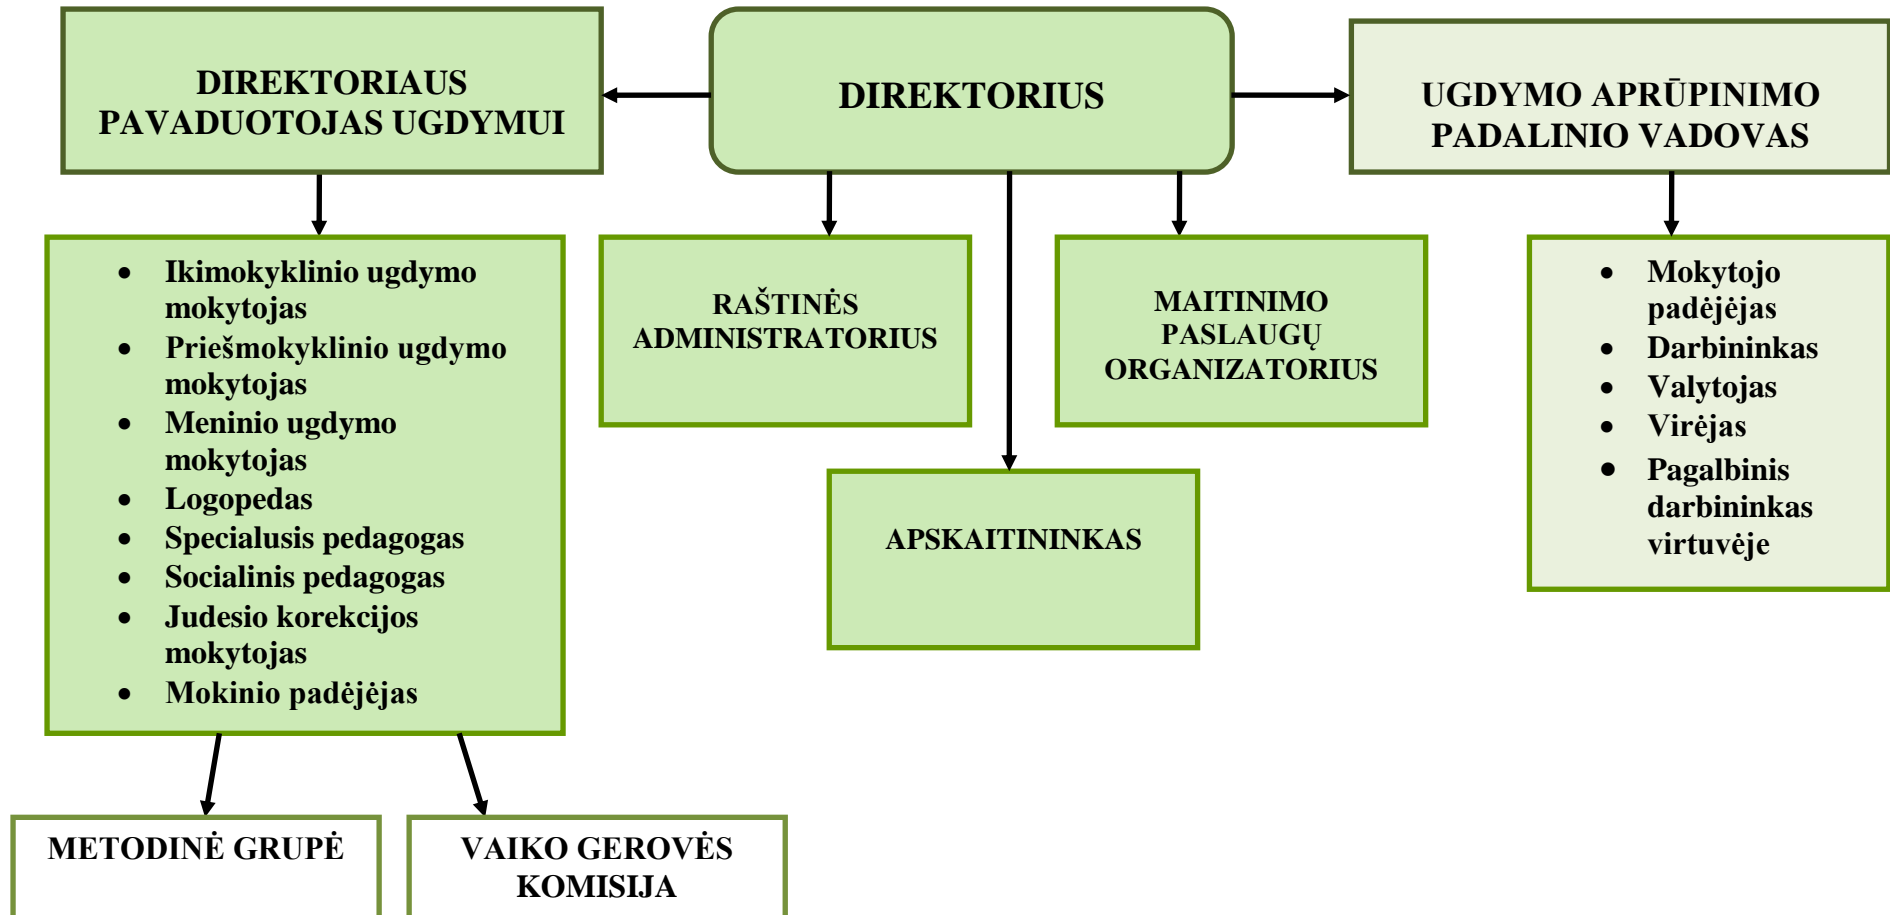 DIREKTORIAUS
PAVADUOTOJAS UGDYMUI
DIREKTORIUS
UGDYMO APRŪPINIMO
PADALINIO VADOVAS
• Ikimokyklinio ugdymo
mokytojas
• Priešmokyklinio ugdymo
mokytojas
• Meninio ugdymo
mokytojas
• Logopedas
• Specialusis pedagogas
• Socialinis pedagogas
• Judesio korekcijos
mokytojas
• Mokinio padėjėjas
RAŠTINĖS
ADMINISTRATORIUS
MAITINIMO
PASLAUGŲ
ORGANIZATORIUS
• Mokytojo
padėjėjas
• Darbininkas
• Valytojas
• Virėjas
• Pagalbinis
darbininkas
virtuvėje
APSKAITININKAS
METODINĖ GRUPĖ
VAIKO GEROVĖS
KOMISIJA